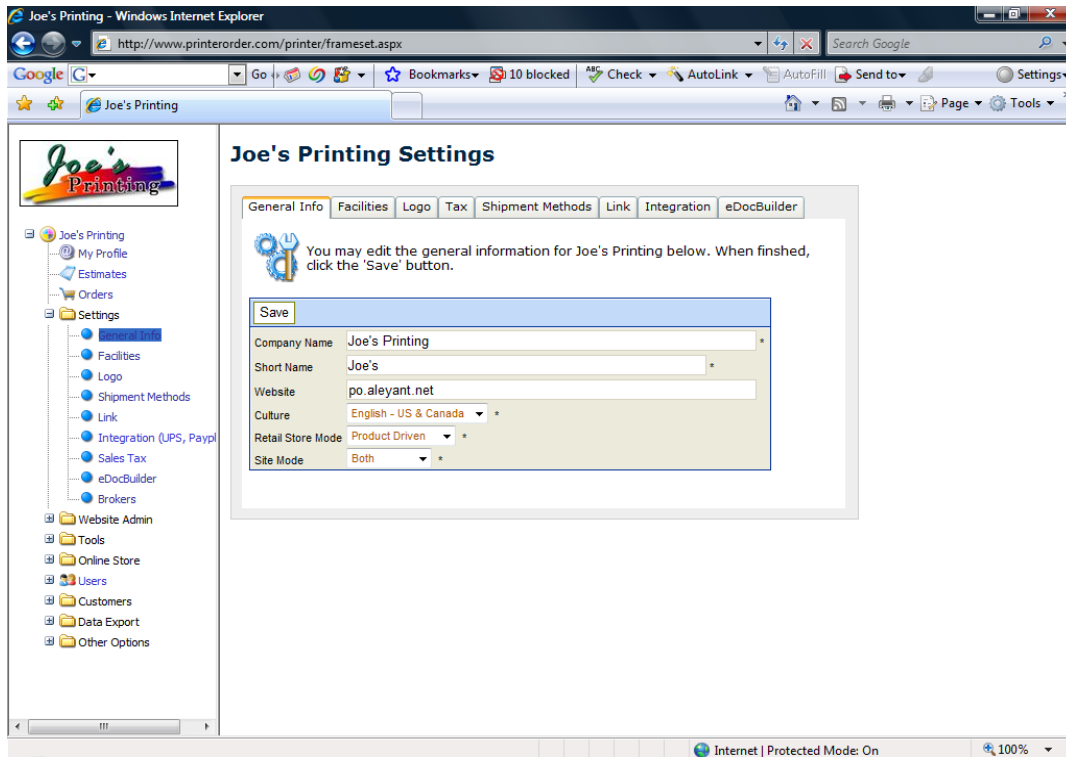 Joe's Printing - Windows Internet Explorer
http://www.printerorder.com/printer/frameset.aspx
Search Google
Google G Go Bookmarks 10 blocked ABC Check AutoLink AutoFill Send to Settings
Joe's Printing
Page Tools
Joe's Printing
Joe's Printing Settings
General Info Facilities Logo Tax Shipment Methods Link Integration eDocBuilder
You may edit the general information for Joe's Printing below. When finshed,
click the 'Save' button.
Save
Company Name Joe's Printing *
Short Name Joe's *
Website po.aleyant.net
Culture English - US & Canada *
Retail Store Mode Product Driven *
Site Mode Both *
Joe's Printing
My Profile
Estimates
Orders
Settings
General Info
Facilities
Logo
Shipment Methods
Link
Integration (UPS, Paypl
Sales Tax
eDocBuilder
Brokers
Website Admin
Tools
Online Store
Users
Customers
Data Export
Other Options
Internet | Protected Mode: On
100%